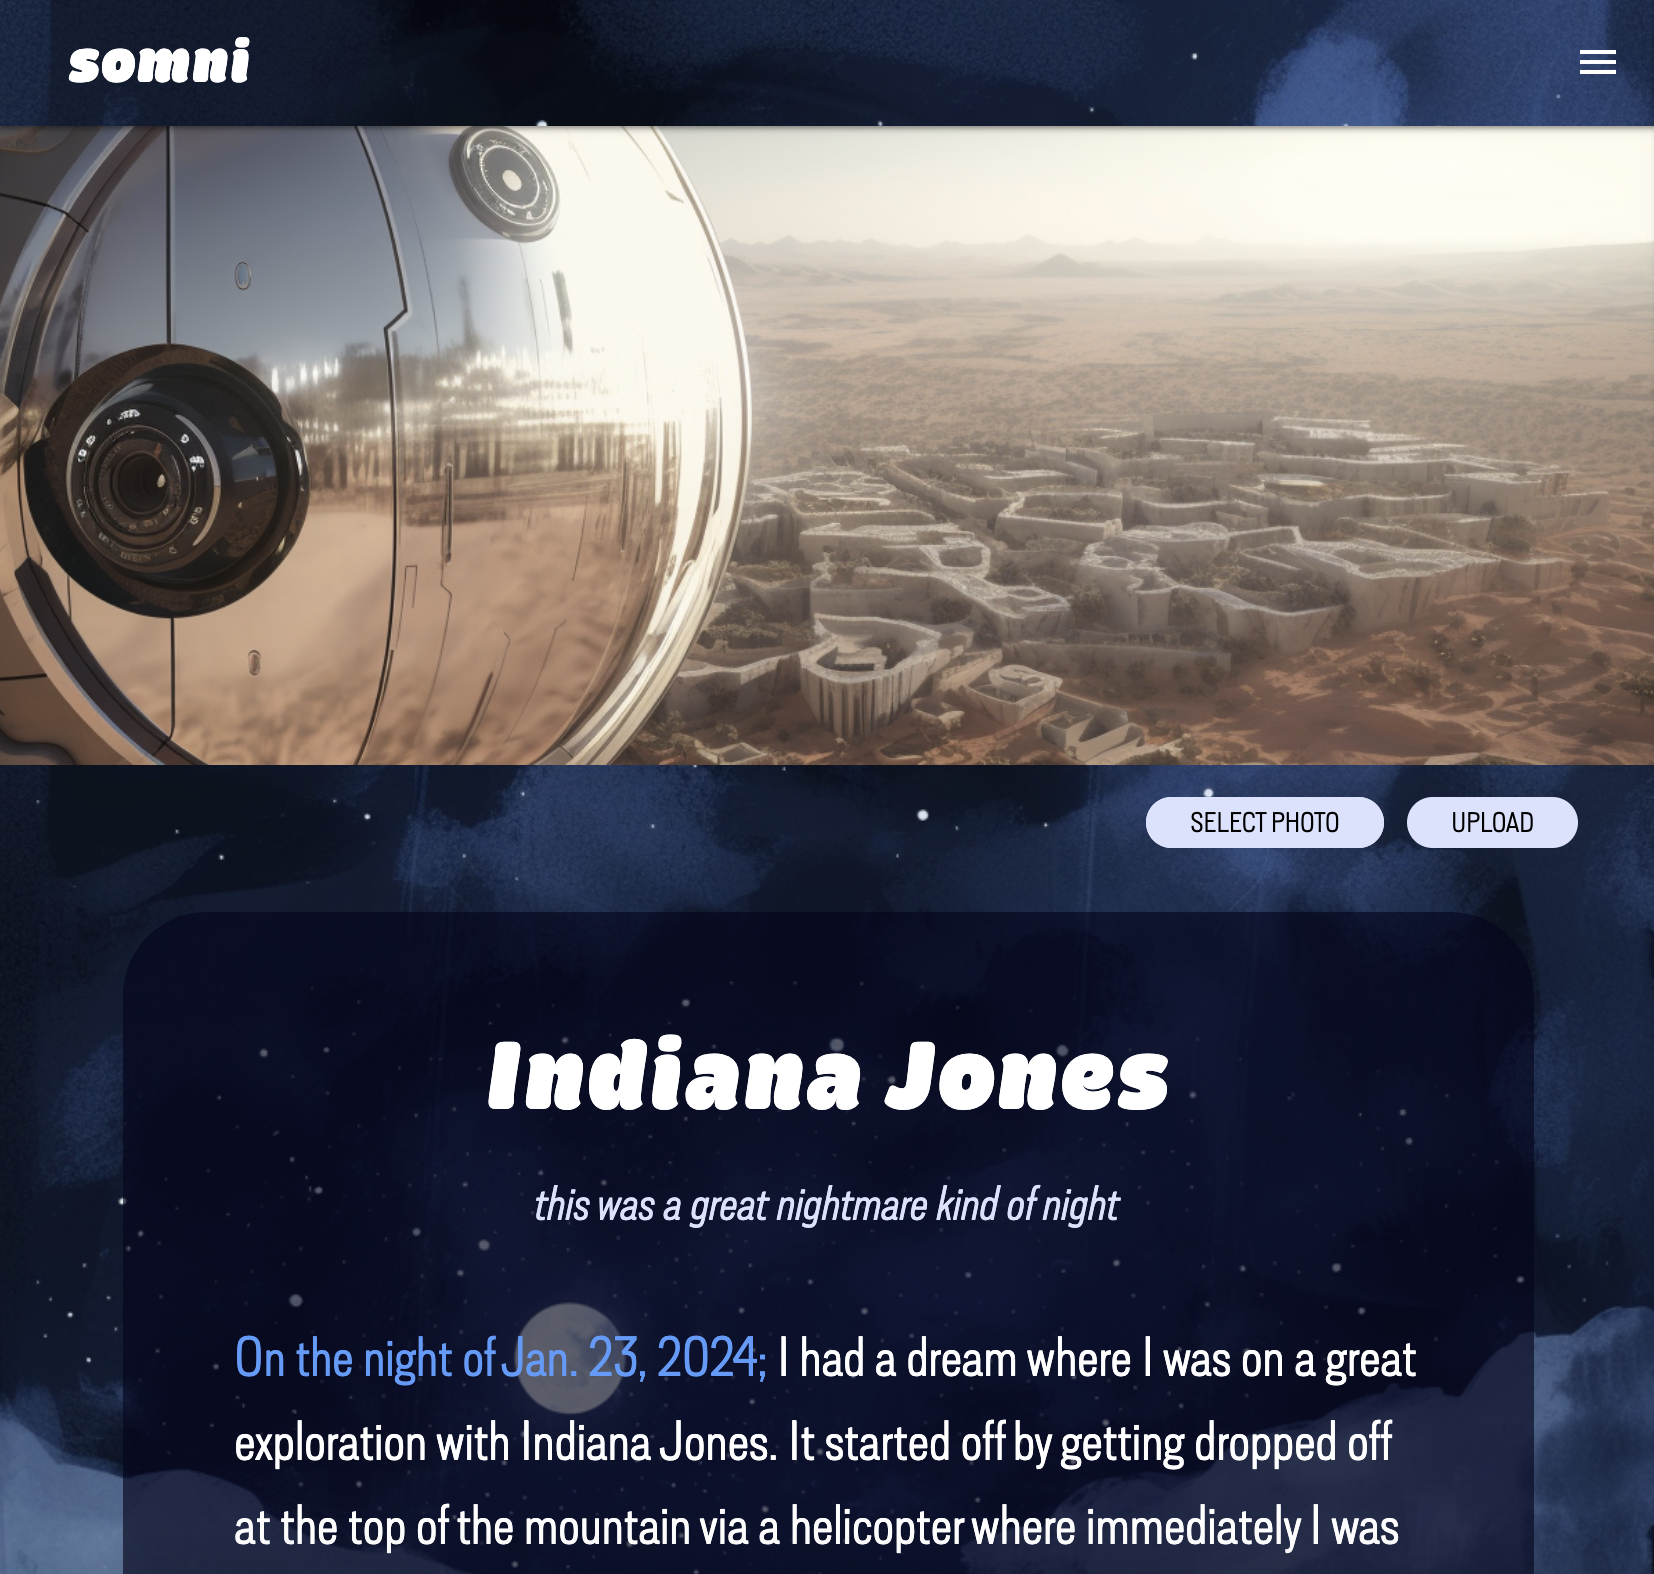 somni
SELECT PHOTO
UPLOAD
Indiana Jones
this was a great nightmare kind of night
On the night of Jan. 23, 2024; I had a dream where I was on a great
exploration with Indiana Jones. It started off by getting dropped off
at the top of the mountain via a helicopter where immediately I was